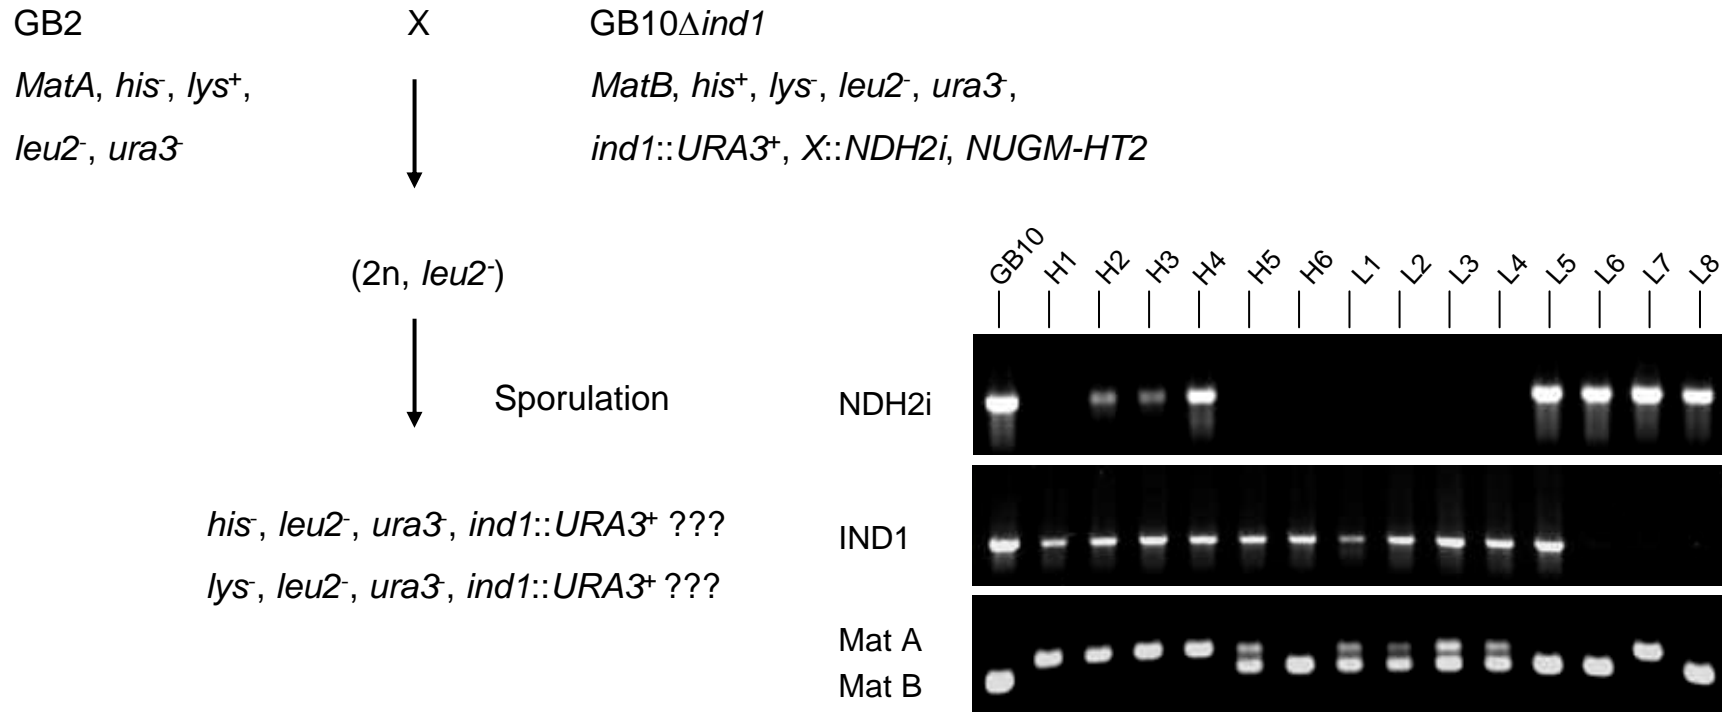 GB2 X GB10Δind1
MatA, his⁻, lys⁺, MatB, his⁺, lys⁻, leu2⁻, ura3⁻,
leu2⁻, ura3⁻ ind1::URA3⁺, X::NDH2i, NUGM-HT2
(2n, leu2⁻)
GB10 H1 H2 H3 H4 H5 H6 L1 L2 L3 L4 L5 L6 L7 L8
Sporulation
NDH2i
his⁻, leu2⁻, ura3⁻, ind1::URA3⁺ ???
IND1
lys⁻, leu2⁻, ura3⁻, ind1::URA3⁺ ???
Mat A
Mat B